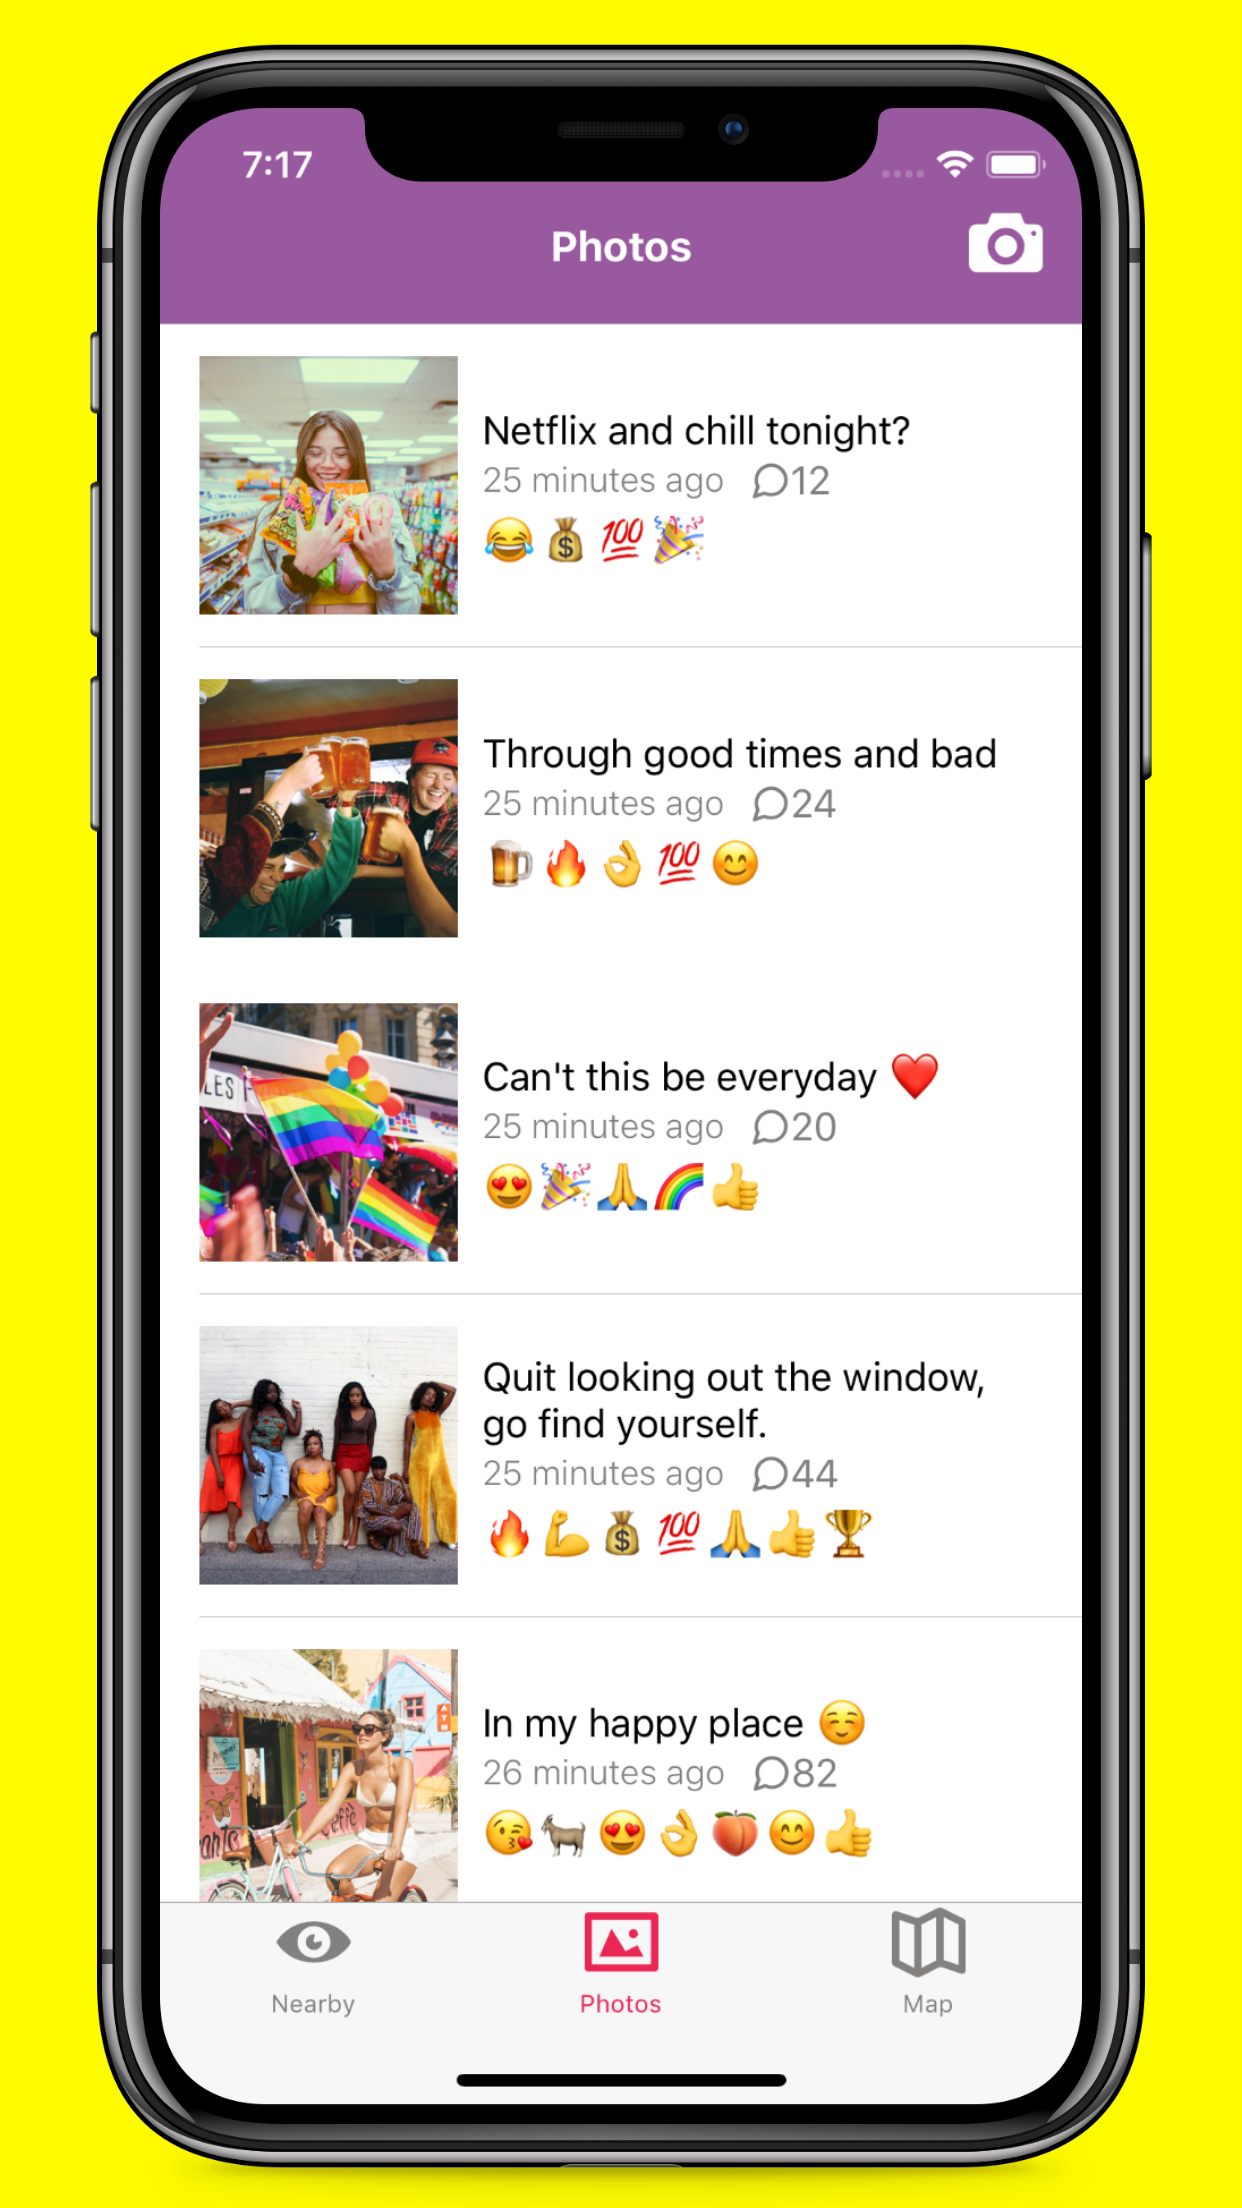 7:17
Photos
Netflix and chill tonight?
25 minutes ago 12
😂 💰 💯 🎉
Through good times and bad
25 minutes ago 24
🍺 🔥 👌 💯 😊
LES
Can't this be everyday ❤️
25 minutes ago 20
😍 🎉 🙏 🌈 👍
Quit looking out the window,
go find yourself.
25 minutes ago 44
🔥 💪 💰 💯 🙏 👍 🏆
ATM
In my happy place ☺️
26 minutes ago 82
😘 🐐 😍 👌 🍑 😊 👍
Nearby
Photos
Map